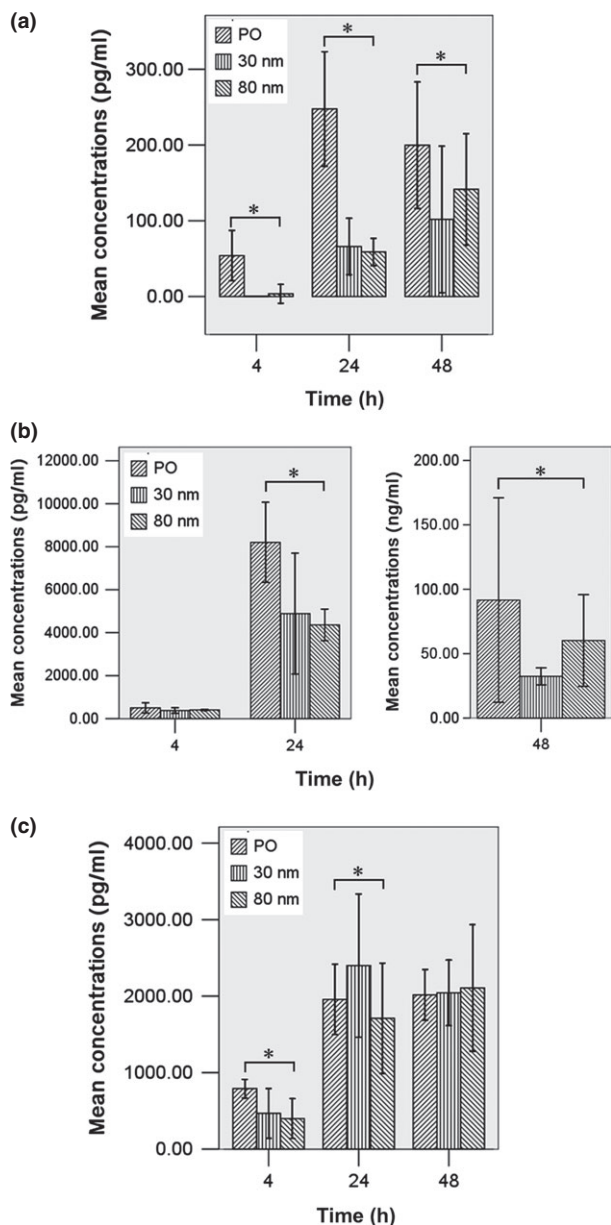 (a)
Mean concentrations (pg/ml)
300.00
200.00
100.00
0.00
PO
30 nm
80 nm
*
*
*
4 24 48
Time (h)
(b)
Mean concentrations (pg/ml)
12000.00
10000.00
8000.00
6000.00
4000.00
2000.00
0.00
PO
30 nm
80 nm
*
4 24
Mean concentrations (ng/ml)
200.00
150.00
100.00
50.00
0.00
*
48
Time (h)
(c)
Mean concentrations (pg/ml)
4000.00
3000.00
2000.00
1000.00
0.00
PO
30 nm
80 nm
*
*
4 24 48
Time (h)